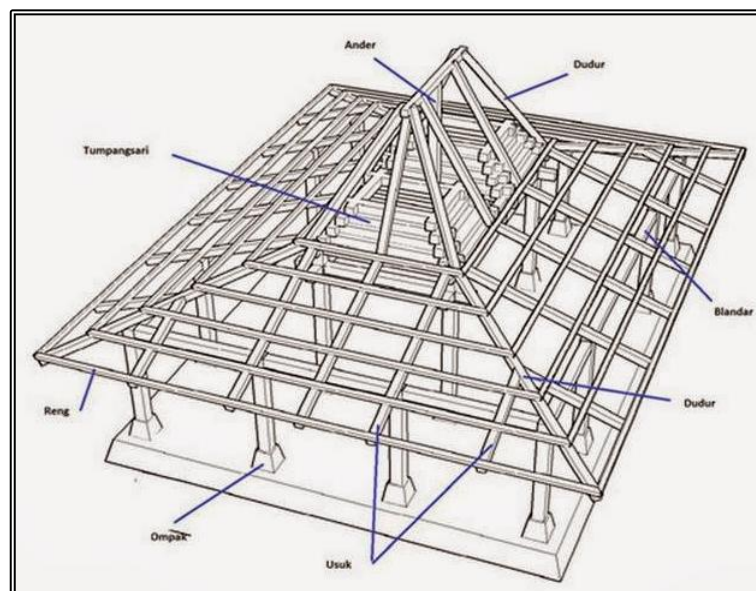 Ander
Dudur
Tumpangsari
Blandar
Dudur
Reng
Ompak
Usuk